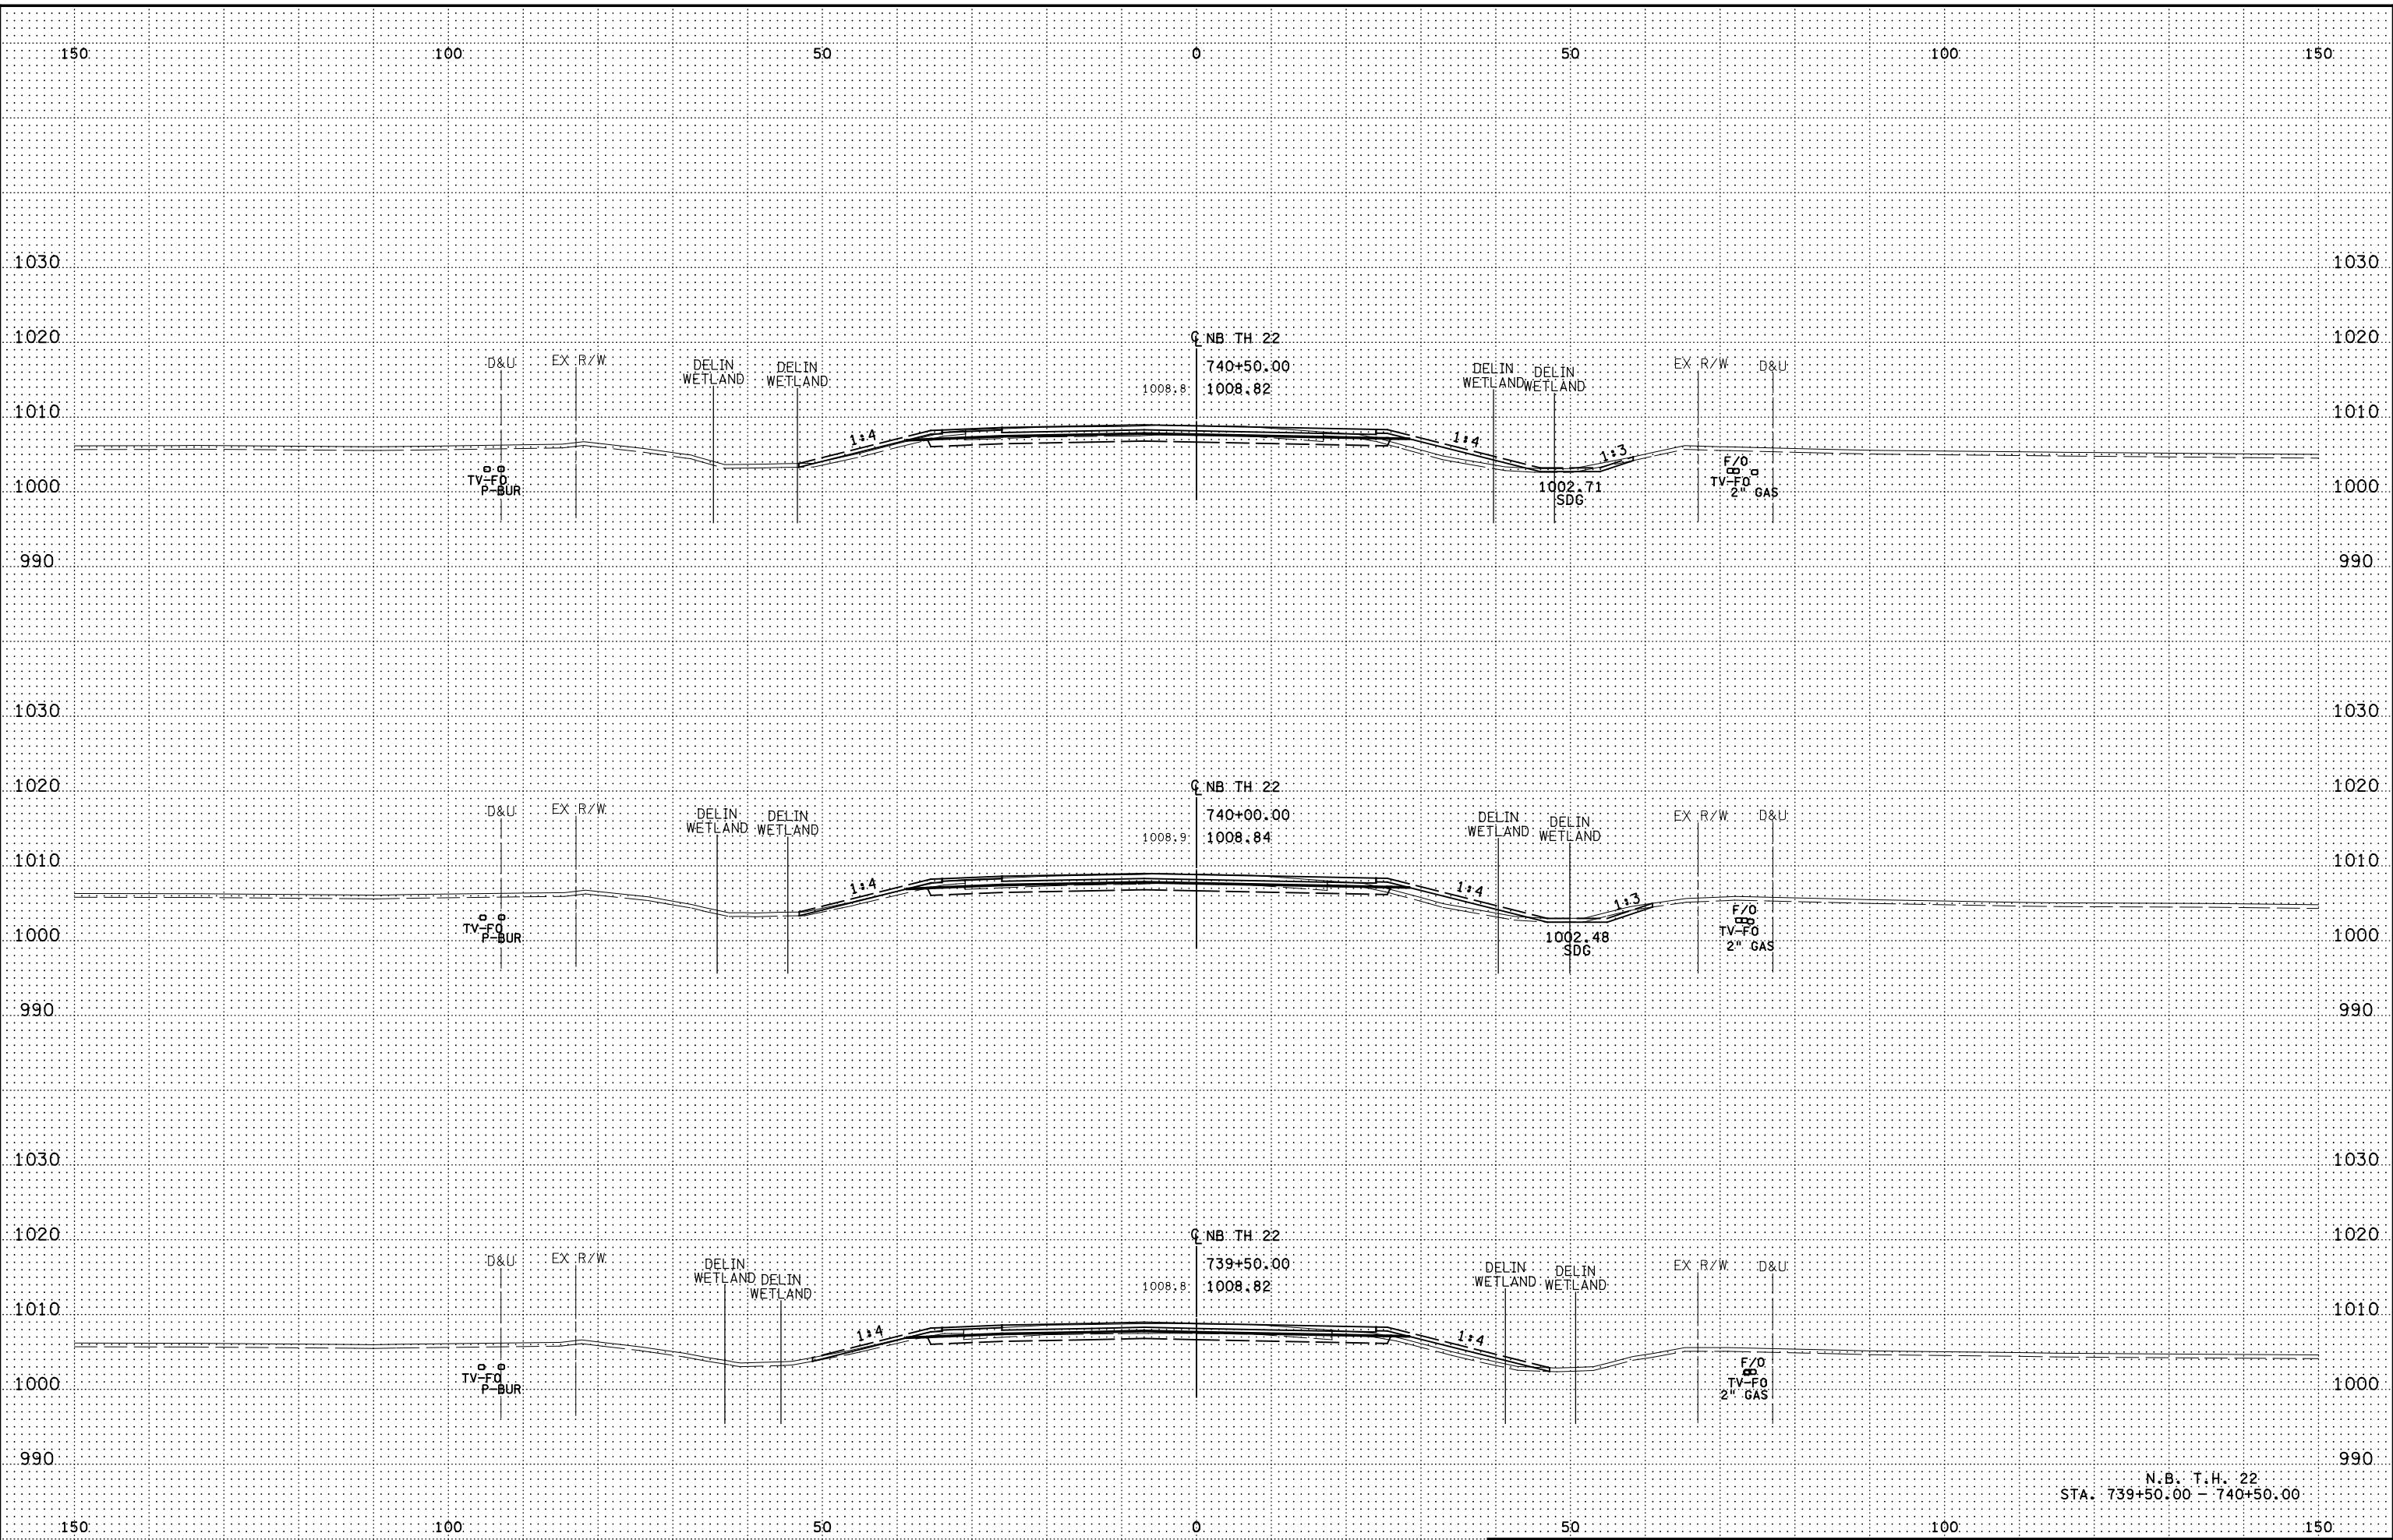 150 100 50 0 50 100 150
1030 1030
1020 1020
℄ NB TH 22
D&U EX R/W DELIN DELIN 740+50.00 DELIN DELIN EX R/W D&U
WETLAND WETLAND 1008.8 1008.82 WETLAND WETLAND
1010 1010
1:4 1:4 1:3
F/O
TV-FO TV-FO
1000 P-BUR 1002.71 2" GAS 1000
SDG
990 990
1030 1030
1020 1020
℄ NB TH 22
D&U EX R/W DELIN DELIN 740+00.00 DELIN DELIN EX R/W D&U
WETLAND WETLAND 1008.9 1008.84 WETLAND WETLAND
1010 1010
1:4 1:4 1:3
F/O
TV-FO TV-FO
1000 P-BUR 1002.48 2" GAS 1000
SDG
990 990
1030 1030
1020 1020
℄ NB TH 22
D&U EX R/W DELIN DELIN 739+50.00 DELIN DELIN EX R/W D&U
WETLAND WETLAND 1008.8 1008.82 WETLAND WETLAND
1010 1010
1:4 1:4
F/O
TV-FO TV-FO
1000 P-BUR 2" GAS 1000
990 990
N.B. T.H. 22
STA. 739+50.00 - 740+50.00
150 100 50 0 50 100 150